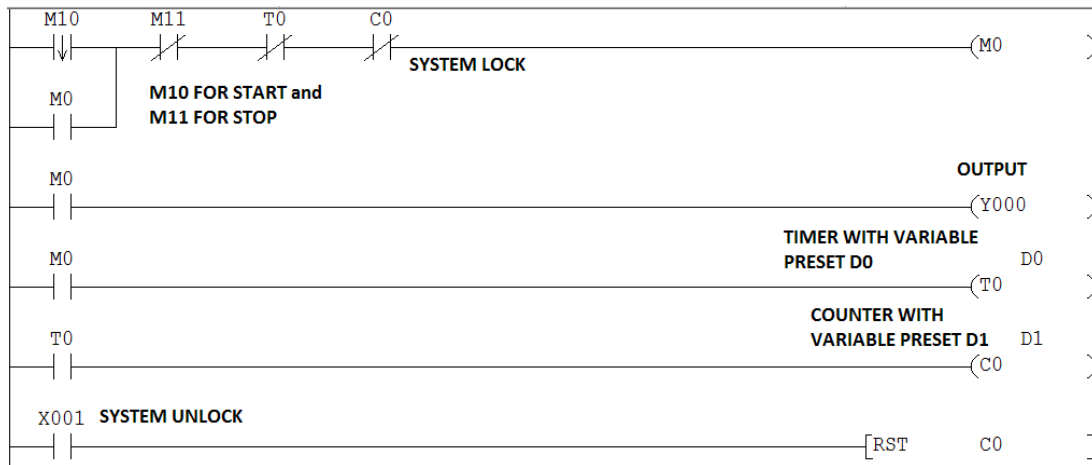 M10 M11 T0 C0
(M0 )
SYSTEM LOCK
M10 FOR START and
M11 FOR STOP
M0
M0
OUTPUT
(Y000 )
TIMER WITH VARIABLE
PRESET D0 D0
M0
(T0 )
COUNTER WITH
VARIABLE PRESET D1 D1
T0
(C0 )
X001 SYSTEM UNLOCK
[RST C0 ]